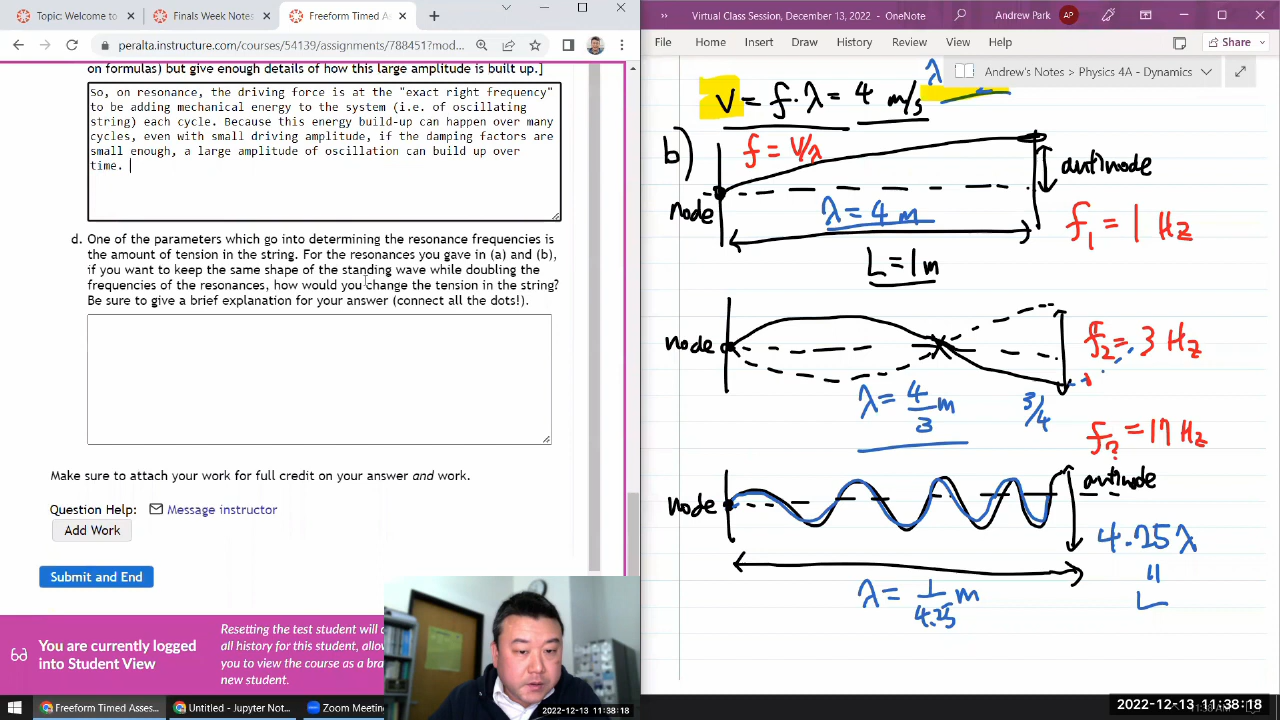 Topic Welcome to
Finals Week Notes
Freeform Timed As
peralta.instructure.com/courses/54139/assignments/788451?mod...
on formulas) but give enough details of how this large amplitude is built up.]
So, on resonance, the driving force is at the "exact right frequency"
to be adding mechanical energy to the system (i.e. of oscillating
string) each cycle. Because this energy build-up can happen over many
cycles, even with small driving amplitude, if the damping factors are
small enough, a large amplitude of oscillation can build up over
time.
d. One of the parameters which go into determining the resonance frequencies is
the amount of tension in the string. For the resonances you gave in (a) and (b),
if you want to keep the same shape of the standing wave while doubling the
frequencies of the resonances, how would you change the tension in the string?
Be sure to give a brief explanation for your answer (connect all the dots!).
Make sure to attach your work for full credit on your answer and work.
Question Help: Message instructor
Add Work
Submit and End
You are currently logged
into Student View
Resetting the test student will c
all history for this student, allow
you to view the course as a bra
new student.
Freeform Timed Asses...
Untitled - Jupyter Not...
Zoom Meeting
2022-12-13 11:38:18
Virtual Class Session, December 13, 2022 - OneNote
Andrew Park AP
File Home Insert Draw History Review View Help Share
Andrew's Notes > Physics 4A - Dynamics
λ
V = f·λ = 4 m/s
b) f = V/λ
antinode
node
λ = 4 m
f1 = 1 Hz
L = 1m
node
f2 = 3 Hz
λ = 4/3 m
3/4
f? = 17 Hz
node
antinode
4.25λ
"
L
λ = 1/4.25 m
2022-12-13 11:38:18